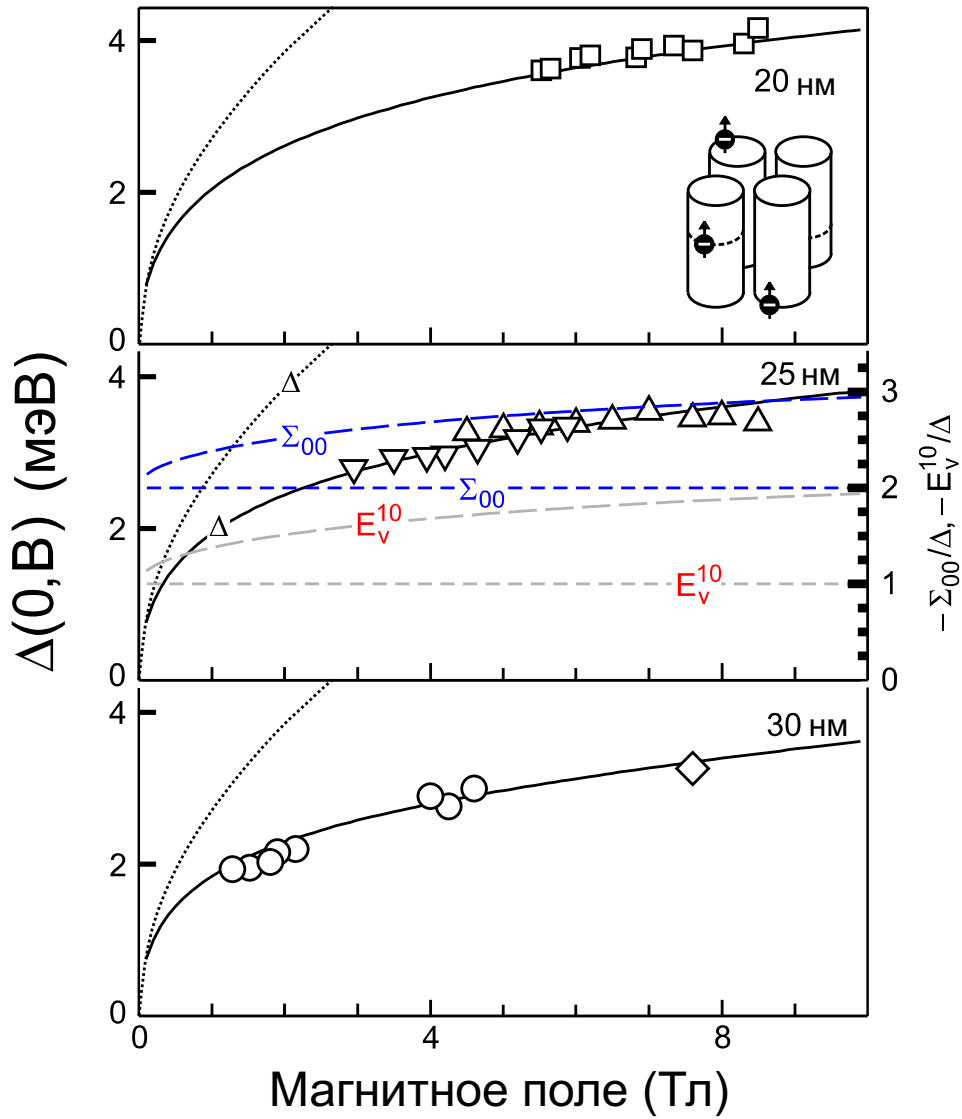 4
2
0
20 нм
Δ(0,B) (мэВ)
4
2
0
25 нм
Δ
Δ
Σ00
Σ00
E_v^10
E_v^10
3
2
1
0
−Σ00/Δ, −E_v^10/Δ
4
2
0
30 нм
0
4
8
Магнитное поле (Тл)